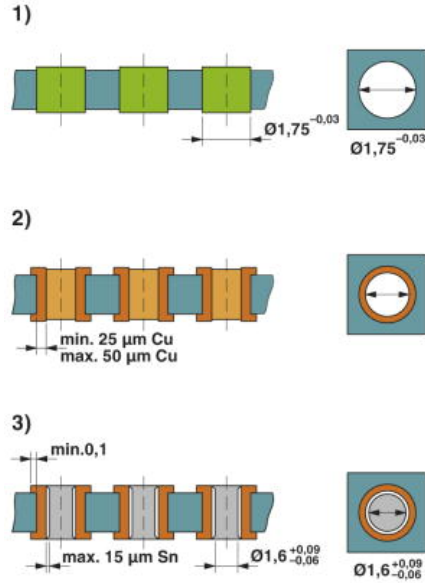 1)
Ø1,75-0,03
Ø1,75-0,03
2)
min. 25 µm Cu
max. 50 µm Cu
3)
min.0,1
max. 15 µm Sn
Ø1,6+0,09
-0,06
Ø1,6+0,09
-0,06